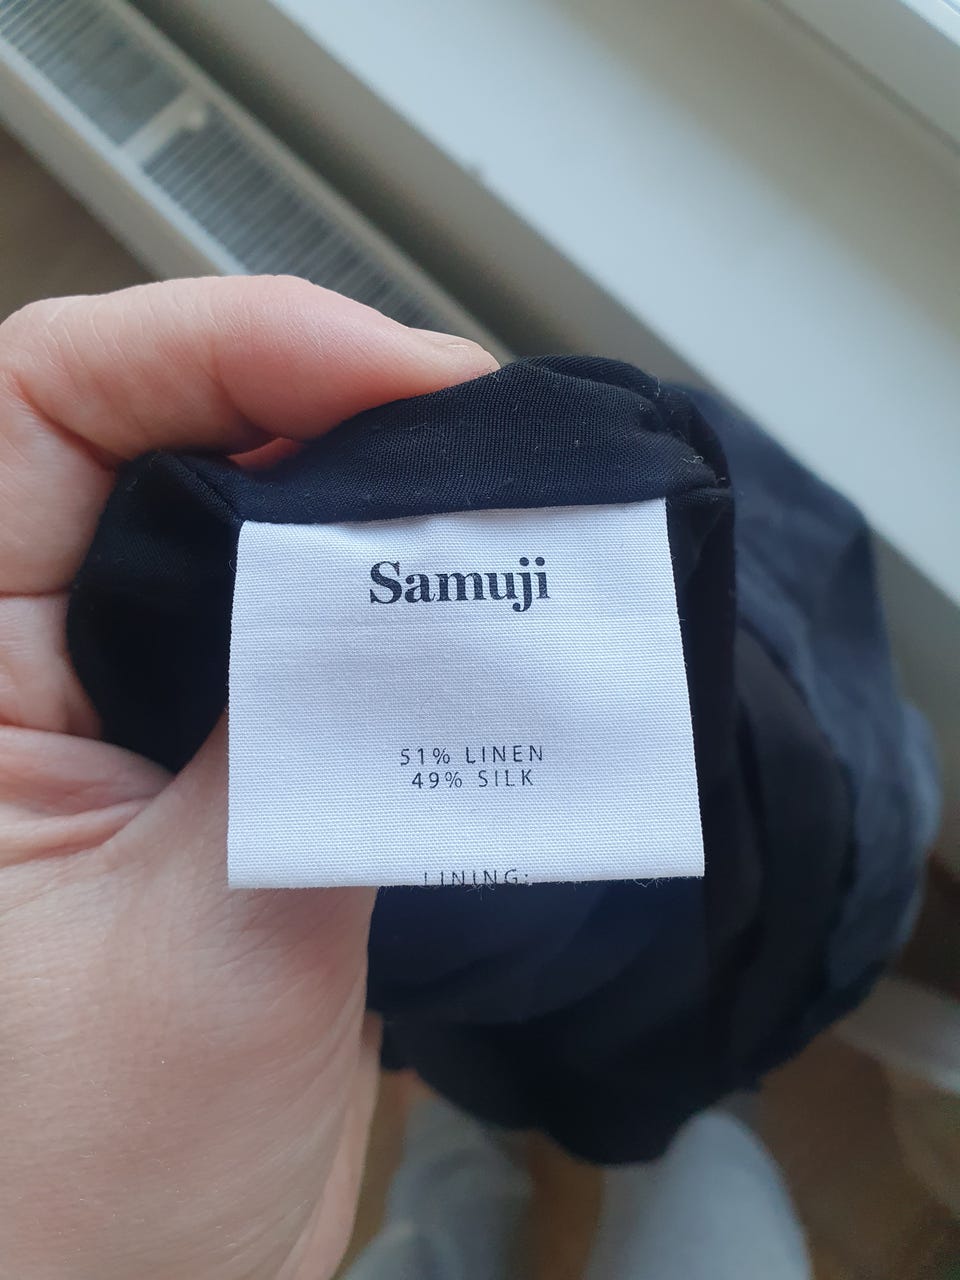 Samuji
51% LINEN
49% SILK
LINING: